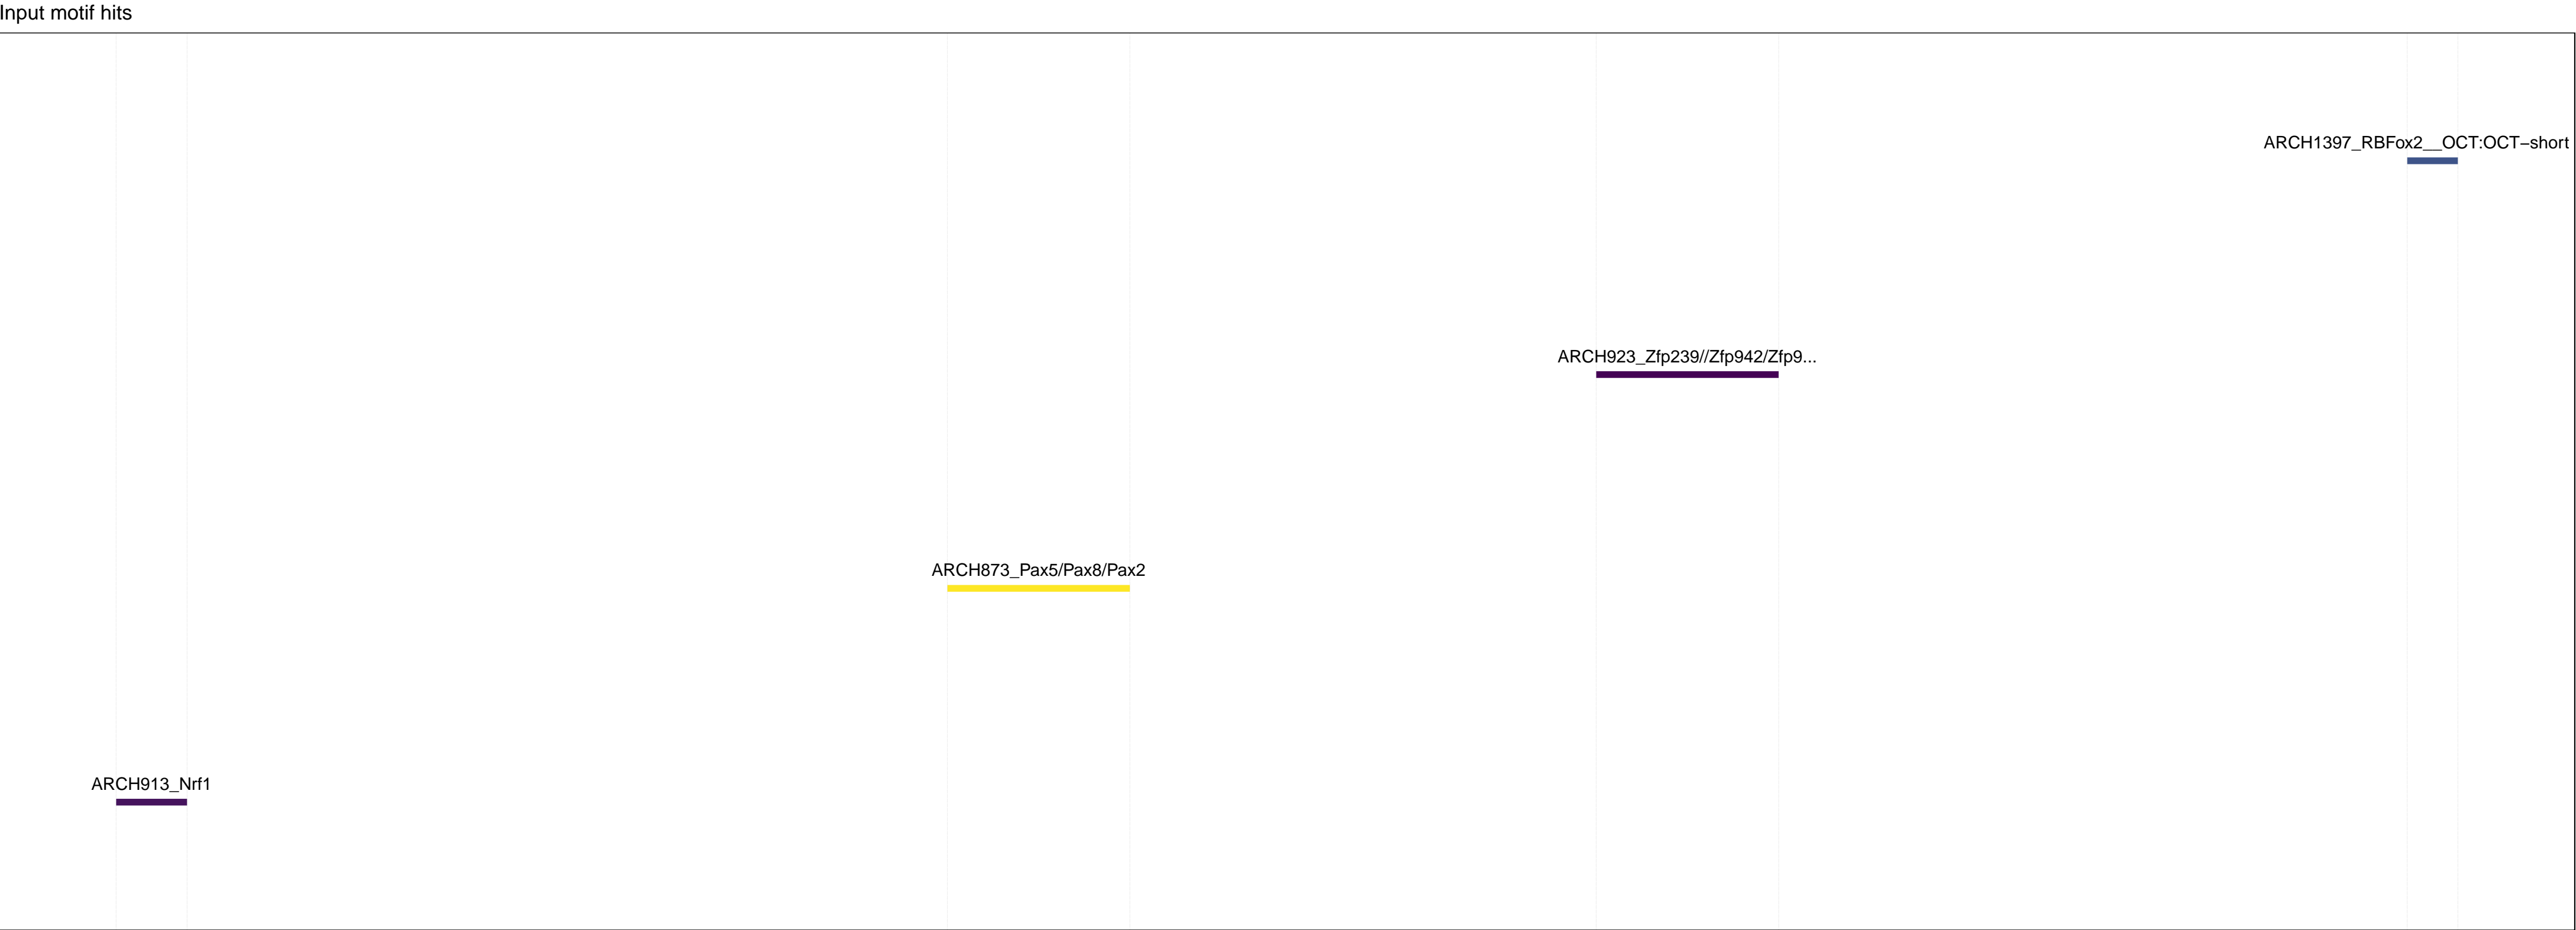 Input motif hits
ARCH1397_RBFox2__OCT:OCT−short
ARCH923_Zfp239//Zfp942/Zfp9...
ARCH873_Pax5/Pax8/Pax2
ARCH913_Nrf1